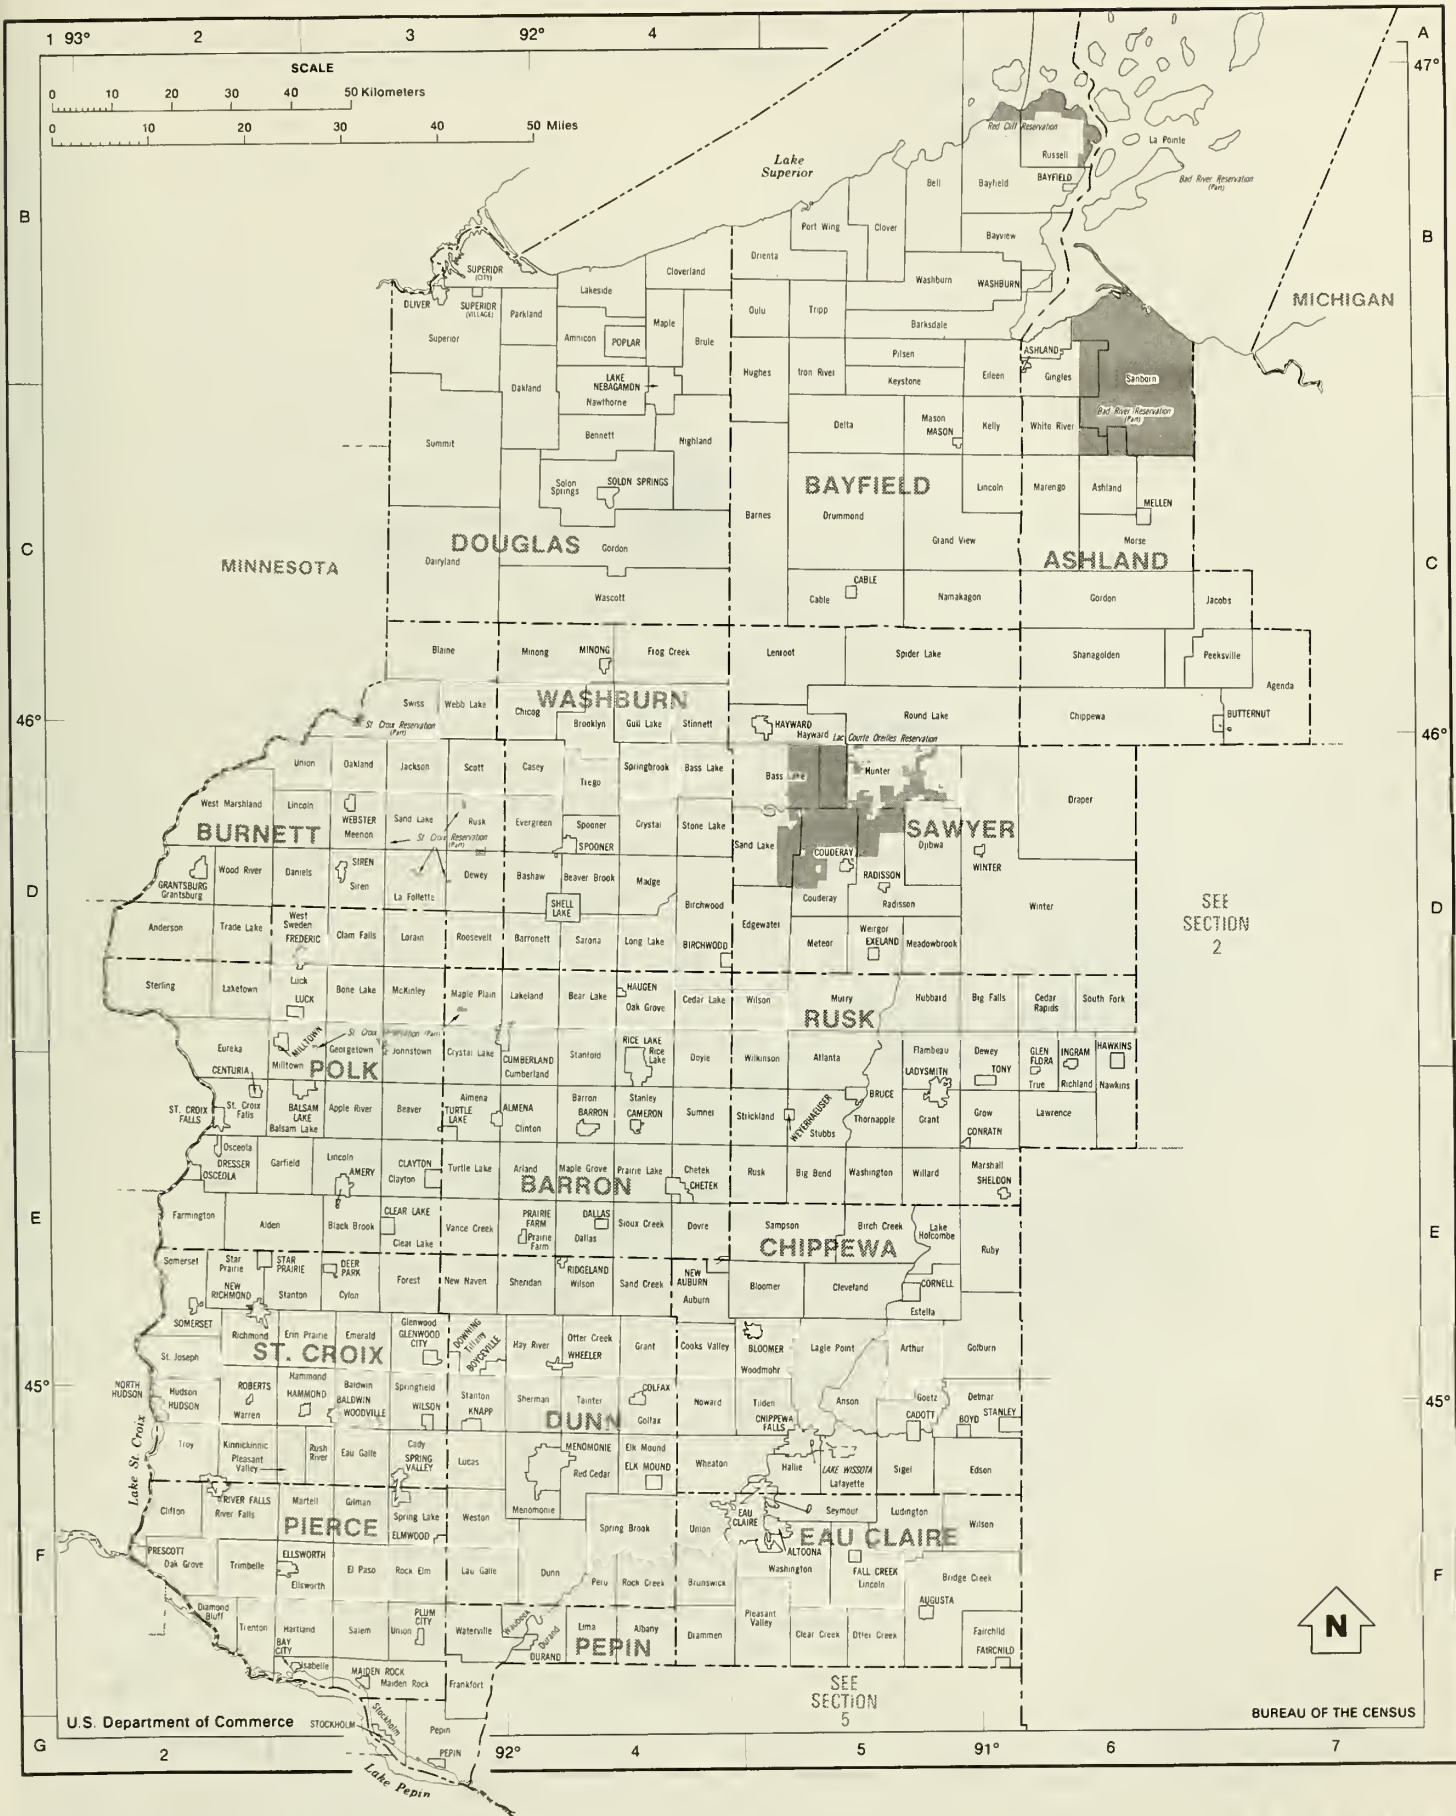 1 93°
2
3
92°
4
A
47°
SCALE
0 10 20 30 40 50 Kilometers
0 10 20 30 40 50 Miles
Lake
Superior
Red Cliff Reservation
Russell
La Pointe
Bad River Reservation
(Part)
Bell
Bayfield
BAYFIELD
B
B
Port Wing
Clover
Bayview
Orienta
SUPERIOR
(CITY)
Cloverland
Washburn
WASHBURN
OLIVER
SUPERIOR
(VILLAGE)
Lakeside
Parkland
Oulu
Tripp
Barksdale
MICHIGAN
Superior
Amnicon
POPLAR
Maple
Brule
Pilsen
ASHLAND
Hughes
Iron River
Keystone
Eileen
Gingles
Sanborn
Oakland
LAKE
NEBAGAMON
Hawthorne
Bad River Reservation
(Part)
Delta
Mason
MASON
Kelly
White River
Summit
Bennett
Highland
Solon
Springs
SOLON SPRINGS
BAYFIELD
Lincoln
Marengo
Ashland
MELLEN
Barnes
Drummond
Grand View
Morse
C
MINNESOTA
DOUGLAS
Gordon
Dairyland
ASHLAND
C
Wascott
CABLE
Cable
Namakagon
Gordon
Jacobs
Blaine
Minong
MINONG
Frog Creek
Lenroot
Spider Lake
Shanagolden
Peeksville
Agenda
Swiss
Webb Lake
WASHBURN
Chicog
Brooklyn
Gull Lake
Stinnett
46°
St Croix Reservation
(Part)
HAYWARD
Hayward
Lac Courte Oreilles Reservation
Round Lake
Chippewa
BUTTERNUT
46°
Union
Oakland
Jackson
Scott
Casey
Trego
Springbrook
Bass Lake
Bass Lake
Hunter
Draper
West Marshland
Lincoln
WEBSTER
Meenon
Sand Lake
Rusk
Evergreen
Spooner
SPOONER
Crystal
Stone Lake
Sand Lake
BURNETT
St Croix Reservation
(Part)
SAWYER
Ojibwa
COUDERAY
WINTER
GRANTSBURG
Grantsburg
Wood River
Daniels
SIREN
Siren
La Follette
Dewey
Bashaw
Beaver Brook
Madge
SHELL
LAKE
RADISSON
Radisson
Couderay
Winter
D
SEE
SECTION
2
D
Anderson
Trade Lake
West
Sweden
FREDERIC
Clam Falls
Lorain
Roosevelt
Barronett
Sarona
Long Lake
Birchwood
BIRCHWOOD
Edgewater
Meteor
Weirgor
EXELAND
Meadowbrook
Sterling
Laketown
Luck
LUCK
Bone Lake
McKinley
Maple Plain
Lakeland
Bear Lake
HAUGEN
Oak Grove
Cedar Lake
Wilson
Murry
RUSK
Hubbard
Big Falls
Cedar
Rapids
South Fork
Eureka
MILLTOWN
Milltown
St Croix Reservation (Part)
Georgetown
Johnstown
Crystal Lake
CUMBERLAND
Cumberland
Stanfold
RICE LAKE
Rice
Lake
Doyle
Wilkinson
Atlanta
Flambeau
LADYSMITH
Dewey
TONY
GLEN
FLORA
True
INGRAM
Richland
HAWKINS
Hawkins
CENTURIA
POLK
ST. CROIX
FALLS
St. Croix
Falls
BALSAM
LAKE
Balsam Lake
Apple River
Beaver
Almena
TURTLE
LAKE
ALMENA
Clinton
Barron
BARRON
Stanley
CAMERON
Sumner
Strickland
WEYERHAEUSER
Stubbs
BRUCE
Thornapple
Grant
Grow
CONRATH
Lawrence
Osceola
DRESSER
OSCEOLA
Garfield
Lincoln
AMERY
CLAYTON
Clayton
Turtle Lake
Arland
Maple Grove
Prairie Lake
Chetek
CHETEK
BARRON
Rusk
Big Bend
Washington
Willard
Marshall
SHELDON
E
Farmington
Alden
Black Brook
CLEAR LAKE
Clear Lake
Vance Creek
PRAIRIE
FARM
Prairie
Farm
DALLAS
Dallas
Sioux Creek
Dovre
Sampson
Birch Creek
Lake
Holcombe
CHIPPEWA
Ruby
E
Somerset
Star
Prairie
STAR
PRAIRIE
DEER
PARK
Forest
New Haven
Sheridan
RIDGELAND
Wilson
Sand Creek
NEW
AUBURN
Auburn
Bloomer
Cleveland
CORNELL
Estella
NEW
RICHMOND
Stanton
Cylon
SOMERSET
Richmond
Erin Prairie
Emerald
Glenwood
GLENWOOD
CITY
DOWNING
Tiffany
BOYCEVILLE
Hay River
Otter Creek
WHEELER
Grant
Cooks Valley
BLOOMER
Woodmohr
Eagle Point
Arthur
Colburn
ST. CROIX
St. Joseph
45°
NORTH
HUDSON
Hudson
HUDSON
ROBERTS
Warren
Hammond
HAMMOND
Baldwin
BALDWIN
WOODVILLE
Springfield
WILSON
Stanton
KNAPP
Sherman
Tainter
COLFAX
Colfax
Howard
Tilden
CHIPPEWA
FALLS
Anson
Goetz
CADOTT
Delmar
BOYD
STANLEY
45°
DUNN
Troy
Kinnickinnic
Pleasant
Valley
Rush
River
Eau Galle
Cady
SPRING
VALLEY
Lucas
MENOMONIE
Red Cedar
Menomonie
Elk Mound
ELK MOUND
Wheaton
Hallie
LAKE WISSOTA
Lafayette
Sigel
Edson
Lake St. Croix
Clifton
RIVER FALLS
River Falls
Martell
Gilman
PIERCE
Spring Lake
ELMWOOD
Weston
Spring Brook
Union
EAU
CLAIRE
Seymour
Ludington
Wilson
EAU CLAIRE
ALTOONA
F
PRESCOTT
Oak Grove
Trimbelle
ELLSWORTH
Ellsworth
El Paso
Rock Elm
Eau Galle
Dunn
Peru
Rock Creek
Brunswick
Washington
FALL CREEK
Lincoln
Bridge Creek
F
AUGUSTA
Diamond
Bluff
Trenton
Hartland
BAY
CITY
Isabelle
Salem
PLUM
CITY
Union
Waterville
Waubeek
Durand
DURAND
Lima
Albany
PEPIN
Drammen
Pleasant
Valley
Clear Creek
Otter Creek
Fairchild
FAIRCHILD
N
MAIDEN ROCK
Maiden Rock
Frankfort
SEE
SECTION
5
U.S. Department of Commerce
STOCKHOLM
Stockholm
Pepin
PEPIN
BUREAU OF THE CENSUS
G
2
92°
4
5
91°
6
7
Lake Pepin